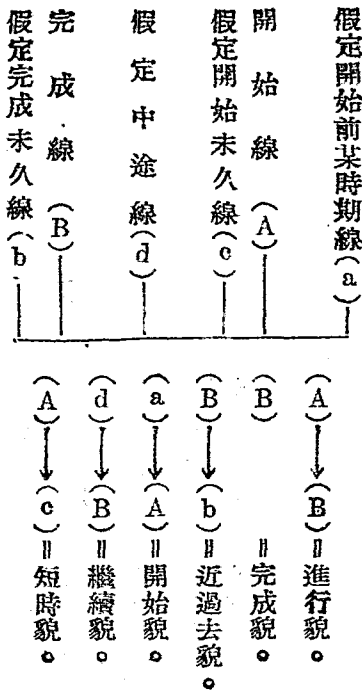 假定開始前某時期線(a)
開始線(A)
假定開始未久線(c)
假定中途線(d)
完成線(B)
假定完成未久線(b)
(A)→(B)=進行貌。
(B)=完成貌。
(B)→(b)=近過去貌。
(a)→(A)=開始貌。
(d)→(B)=繼續貌。
(A)→(c)=短時貌。